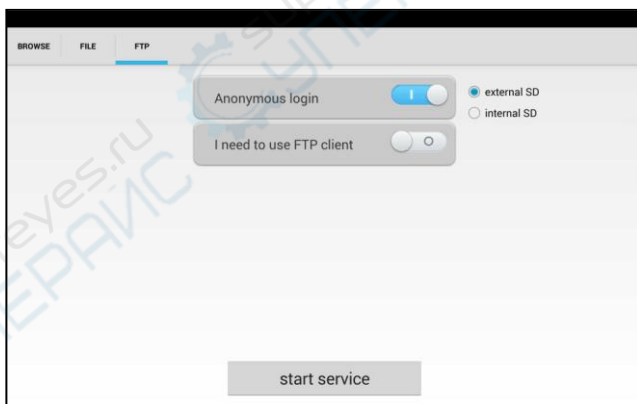 BROWSE FILE FTP
Anonymous login
external SD
internal SD
I need to use FTP client
start service